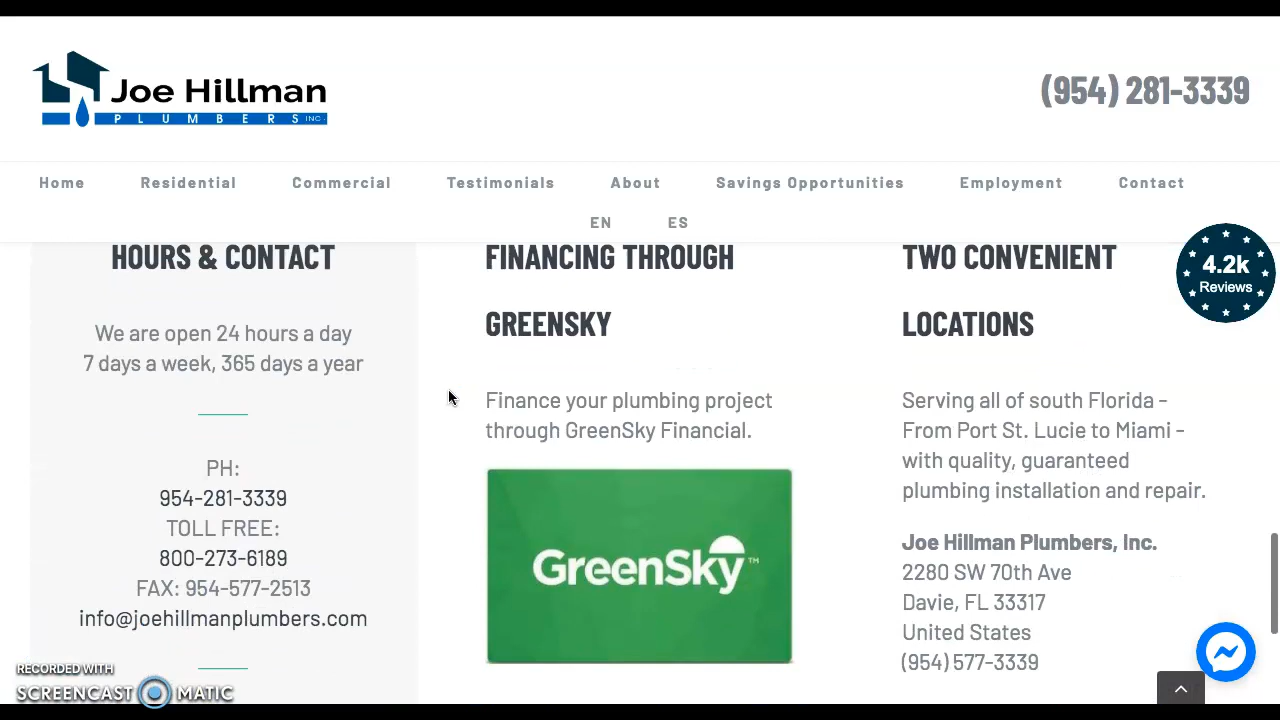 Joe Hillman
PLUMBERS INC.
(954) 281-3339
Home Residential Commercial Testimonials About Savings Opportunities Employment Contact
EN ES
4.2k
Reviews
HOURS & CONTACT
We are open 24 hours a day
7 days a week, 365 days a year
PH:
954-281-3339
TOLL FREE:
800-273-6189
FAX: 954-577-2513
info@joehillmanplumbers.com
FINANCING THROUGH
GREENSKY
Finance your plumbing project
through GreenSky Financial.
GreenSky™
TWO CONVENIENT
LOCATIONS
Serving all of south Florida -
From Port St. Lucie to Miami -
with quality, guaranteed
plumbing installation and repair.
Joe Hillman Plumbers, Inc.
2280 SW 70th Ave
Davie, FL 33317
United States
(954) 577-3339
RECORDED WITH
SCREENCAST MATIC